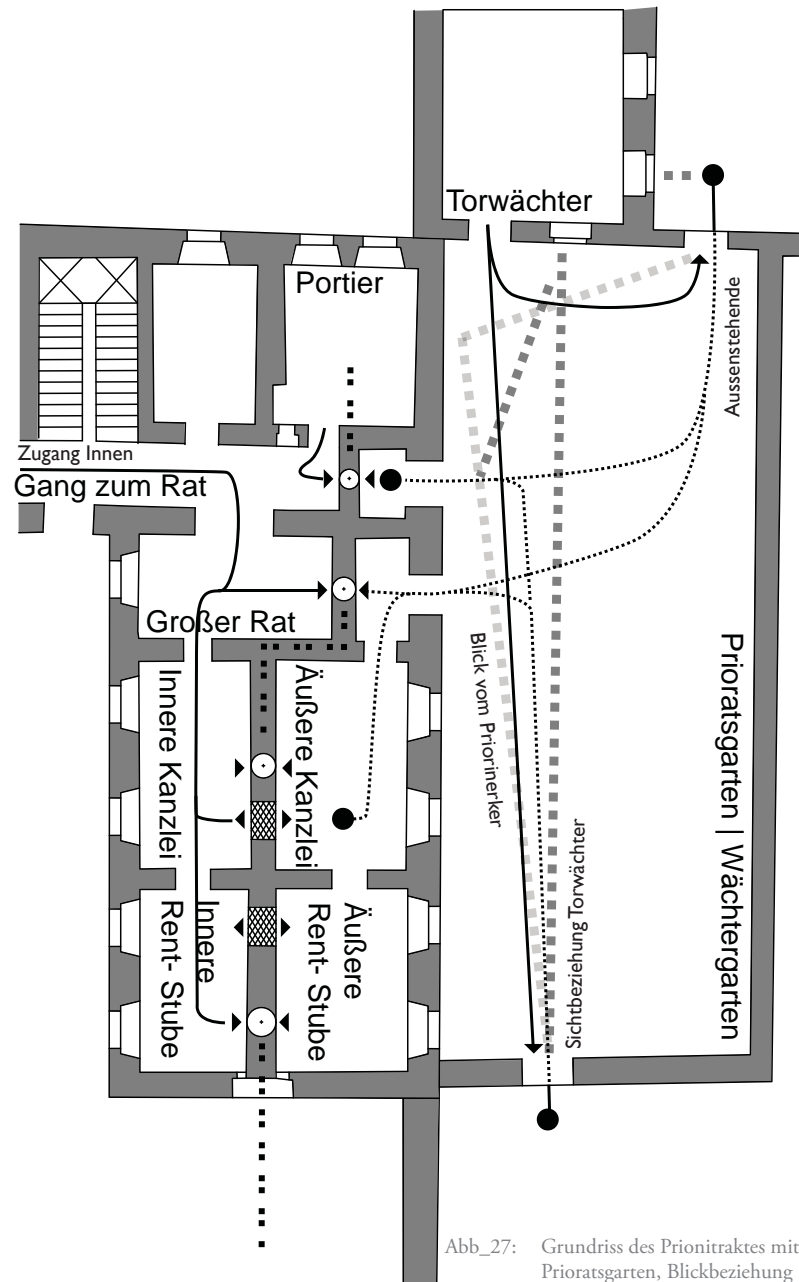 Torwächter
Portier
Aussenstehende
Zugang Innen
Gang zum Rat
Großer Rat
Innere Kanzlei
Äußere Kanzlei
Blick vom Priorinerker
Prioratsgarten | Wächtergarten
Sichtbeziehung Torwächter
Innere
Rent- Stube
Äußere
Rent- Stube
Abb_27: Grundriss des Prionitraktes mit
Prioratsgarten, Blickbeziehung